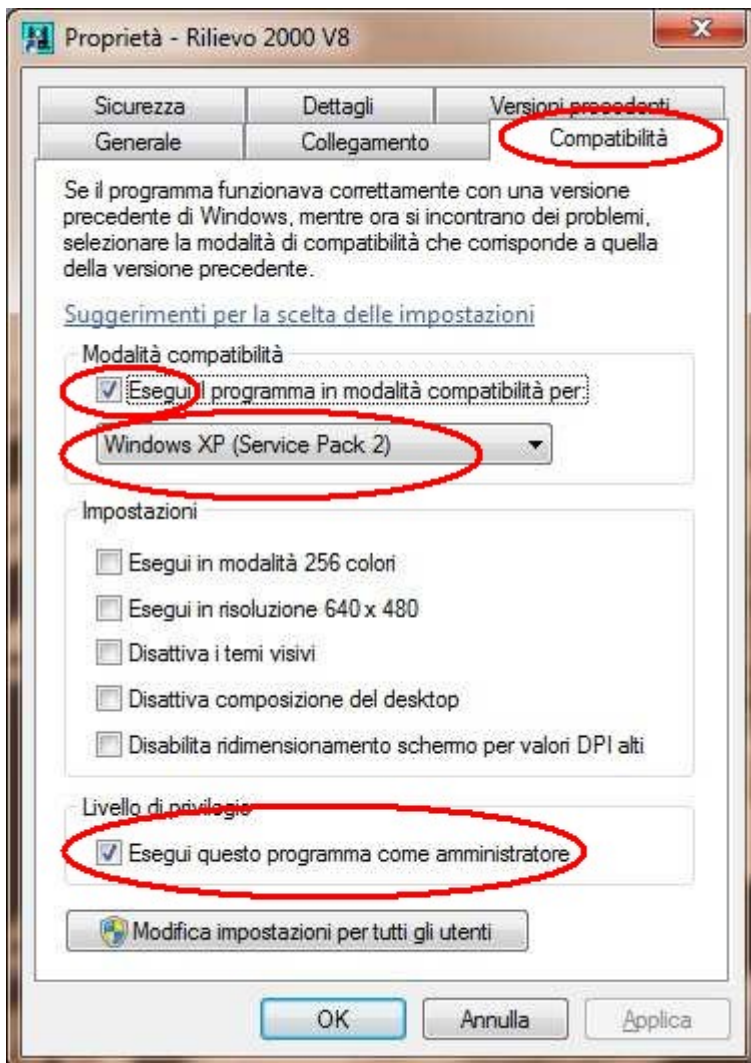 Proprietà - Rilievo 2000 V8
Sicurezza
Dettagli
Versioni precedenti
Generale
Collegamento
Compatibilità
Se il programma funzionava correttamente con una versione
precedente di Windows, mentre ora si incontrano dei problemi,
selezionare la modalità di compatibilità che corrisponde a quella
della versione precedente.
Suggerimenti per la scelta delle impostazioni
Modalità compatibilità
Esegui il programma in modalità compatibilità per:
Windows XP (Service Pack 2)
Impostazioni
Esegui in modalità 256 colori
Esegui in risoluzione 640 x 480
Disattiva i temi visivi
Disattiva composizione del desktop
Disabilita ridimensionamento schermo per valori DPI alti
Livello di privilegio
Esegui questo programma come amministratore
Modifica impostazioni per tutti gli utenti
OK
Annulla
Applica